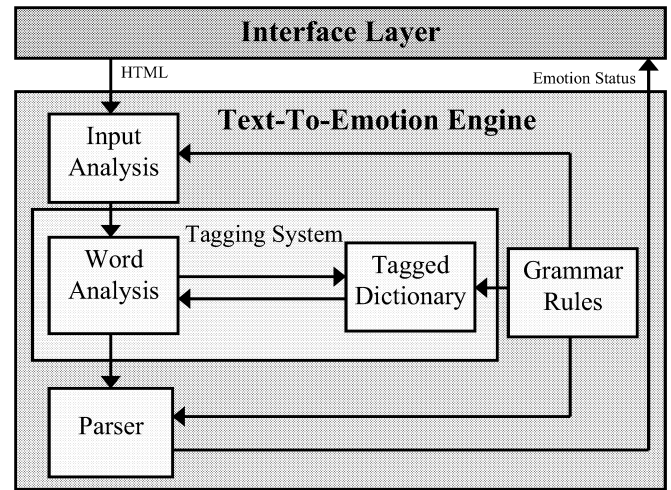 Interface Layer
HTML
Emotion Status
Text-To-Emotion Engine
Input
Analysis
Tagging System
Word
Analysis
Tagged
Dictionary
Grammar
Rules
Parser